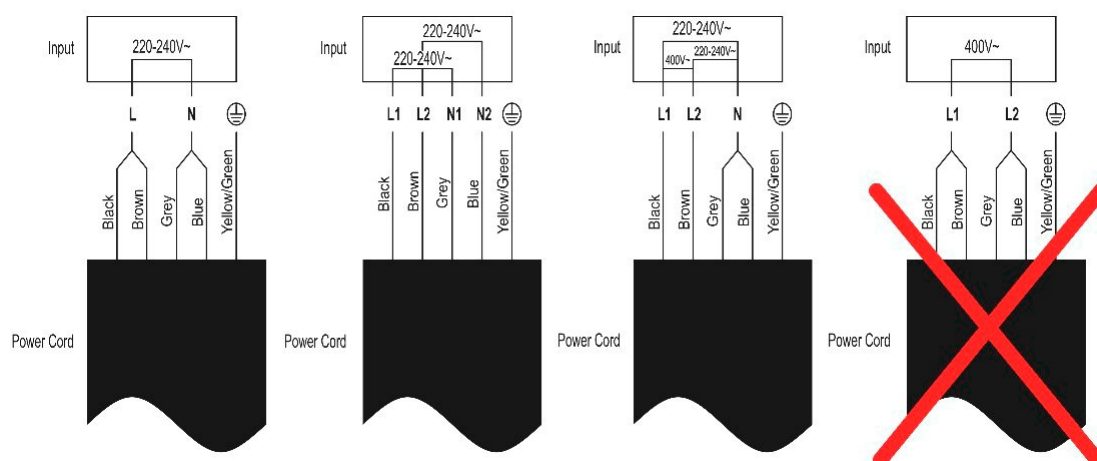 Input
220-240V~
L
N
Black
Brown
Grey
Blue
Yellow/Green
Power Cord
Input
220-240V~
220-240V~
L1
L2
N1
N2
Black
Brown
Grey
Blue
Yellow/Green
Power Cord
Input
220-240V~
400V~
220-240V~
L1
L2
N
Black
Brown
Grey
Blue
Yellow/Green
Power Cord
Input
400V~
L1
L2
Black
Brown
Grey
Blue
Yellow/Green
Power Cord